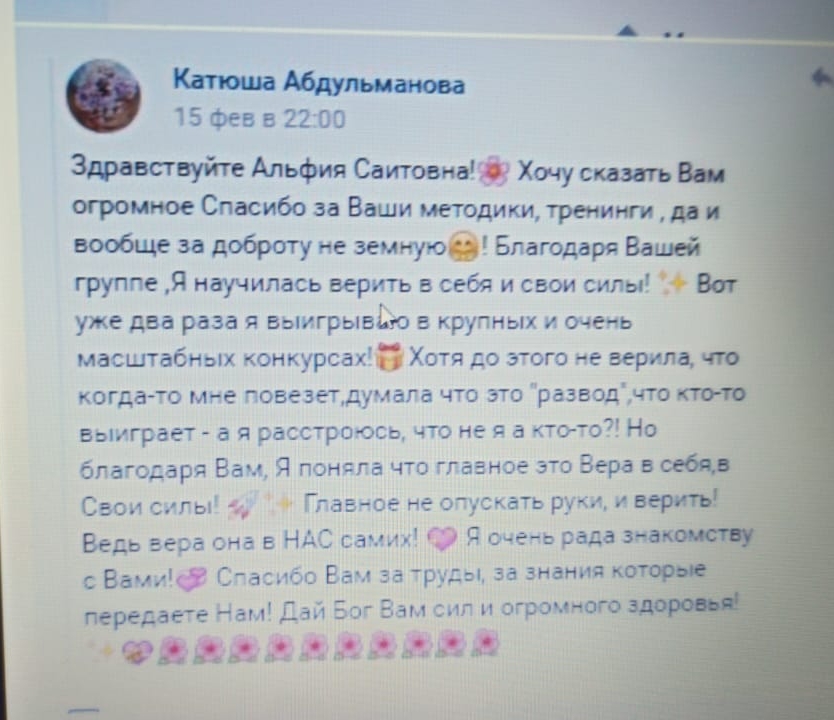 Катюша Абдульманова
15 фев в 22:00
Здравствуйте Альфия Саитовна!🌸 Хочу сказать Вам
огромное Спасибо за Ваши методики, тренинги , да и
вообще за доброту не земную🤗! Благодаря Вашей
группе ,Я научилась верить в себя и свои силы! ✨ Вот
уже два раза я выигрываю в крупных и очень
масштабных конкурсах!🎁 Хотя до этого не верила, что
когда-то мне повезет,думала что это "развод",что кто-то
выиграет - а я расстроюсь, что не я а кто-то?! Но
благодаря Вам, Я поняла что главное это Вера в себя,в
Свои силы! 🚀✨ Главное не опускать руки, и верить!
Ведь вера она в НАС самих! 💝 Я очень рада знакомству
с Вами!💝 Спасибо Вам за труды, за знания которые
передаете Нам! Дай Бог Вам сил и огромного здоровья!
✨💝🌸🌸🌸🌸🌸🌸🌸🌸🌸🌸